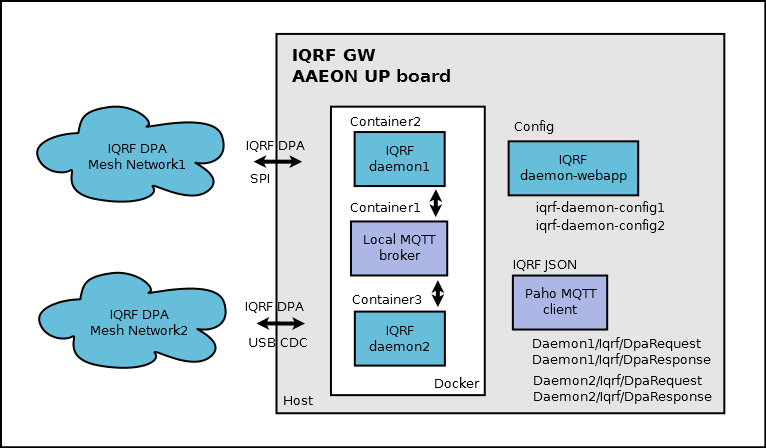 IQRF GW
AAEON UP board
Container2
IQRF
daemon1
Container1
Local MQTT
broker
Container3
IQRF
daemon2
Docker
Host
IQRF DPA
Mesh Network1
IQRF DPA
SPI
IQRF DPA
Mesh Network2
IQRF DPA
USB CDC
Config
IQRF
daemon-webapp
iqrf-daemon-config1
iqrf-daemon-config2
IQRF JSON
Paho MQTT
client
Daemon1/Iqrf/DpaRequest
Daemon1/Iqrf/DpaResponse
Daemon2/Iqrf/DpaRequest
Daemon2/Iqrf/DpaResponse